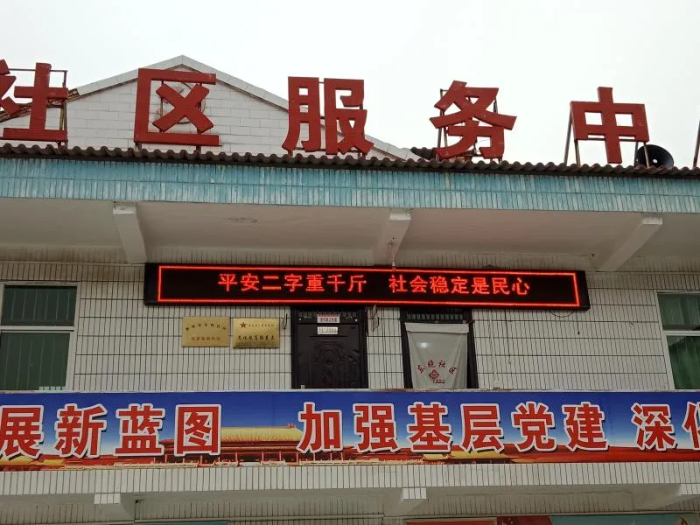 社区服务中
平安二字重千斤 社会稳定是民心
展新蓝图 加强基层党建 深化